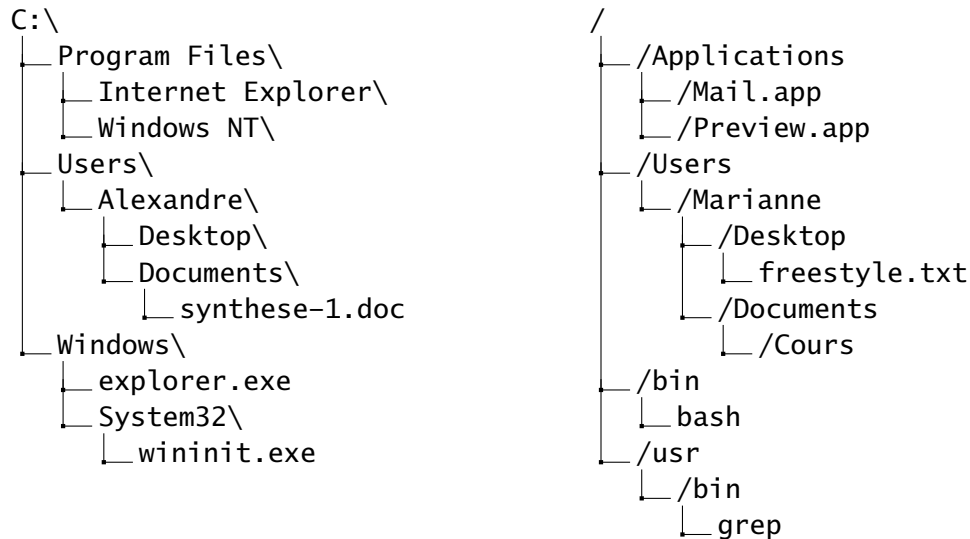 C:\
Program Files\
Internet Explorer\
Windows NT\
Users\
Alexandre\
Desktop\
Documents\
synthese-1.doc
Windows\
explorer.exe
System32\
wininit.exe
/
/Applications
/Mail.app
/Preview.app
/Users
/Marianne
/Desktop
freestyle.txt
/Documents
/Cours
/bin
bash
/usr
/bin
grep